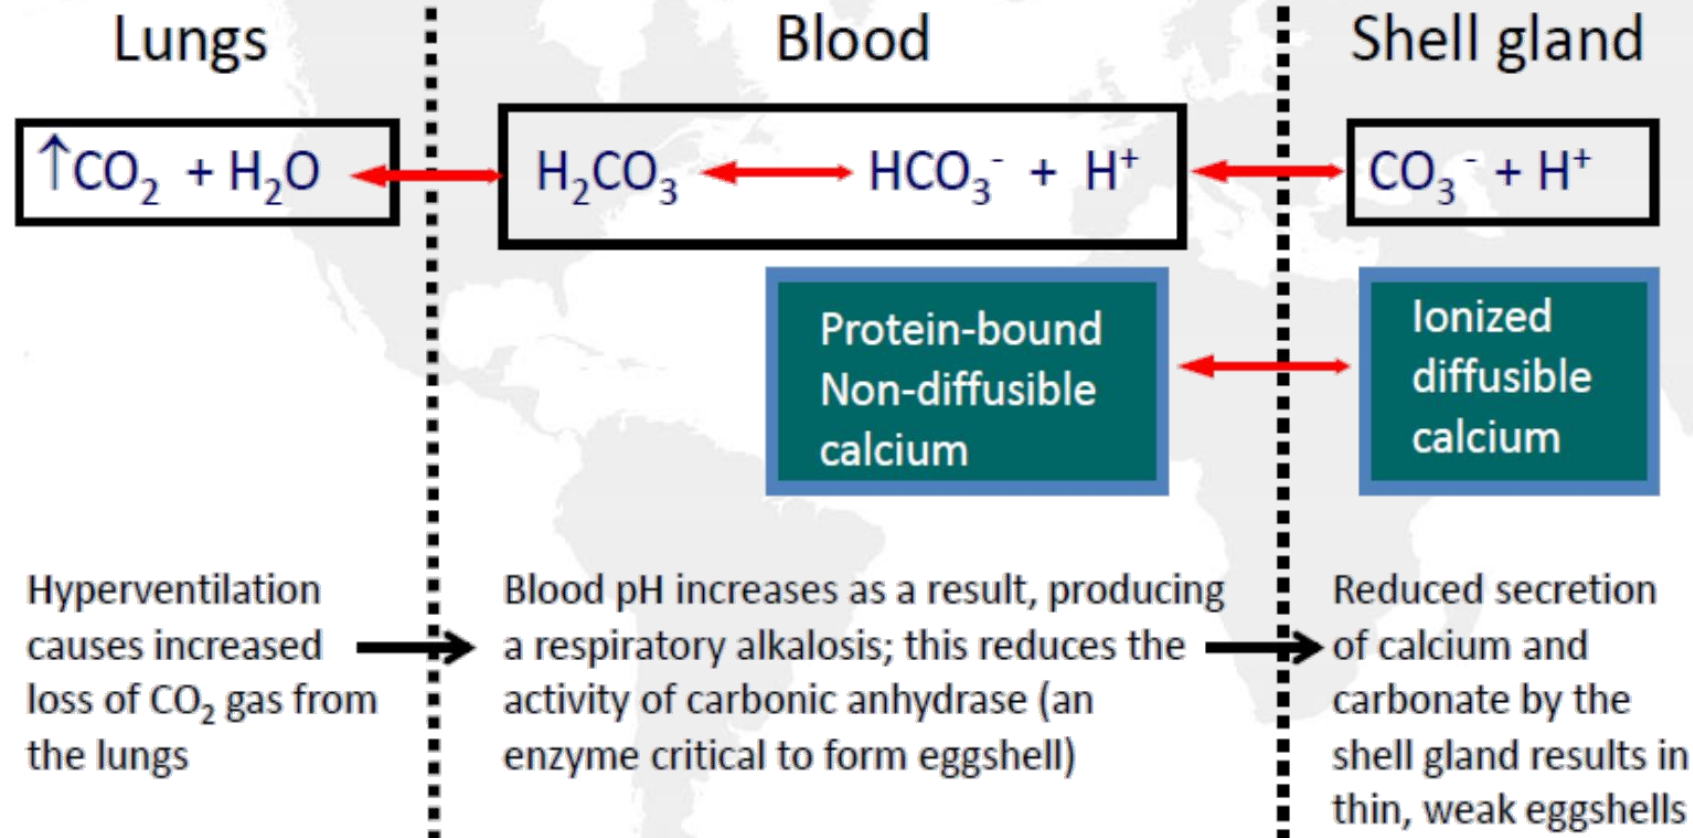 Lungs
Blood
Shell gland
↑CO₂ + H₂O
H₂CO₃
HCO₃⁻ + H⁺
CO₃⁻ + H⁺
Protein-bound
Non-diffusible
calcium
Ionized
diffusible
calcium
Hyperventilation
causes increased
loss of CO₂ gas from
the lungs
Blood pH increases as a result, producing
a respiratory alkalosis; this reduces the
activity of carbonic anhydrase (an
enzyme critical to form eggshell)
Reduced secretion
of calcium and
carbonate by the
shell gland results in
thin, weak eggshells